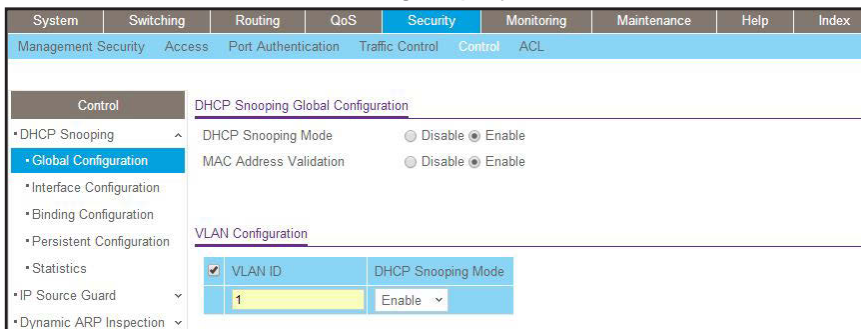 System Switching Routing QoS Security Monitoring Maintenance Help Index
Management Security Access Port Authentication Traffic Control Control ACL
Control
DHCP Snooping
Global Configuration
Interface Configuration
Binding Configuration
Persistent Configuration
Statistics
IP Source Guard
Dynamic ARP Inspection
DHCP Snooping Global Configuration
DHCP Snooping Mode Disable Enable
MAC Address Validation Disable Enable
VLAN Configuration
VLAN ID DHCP Snooping Mode
1 Enable